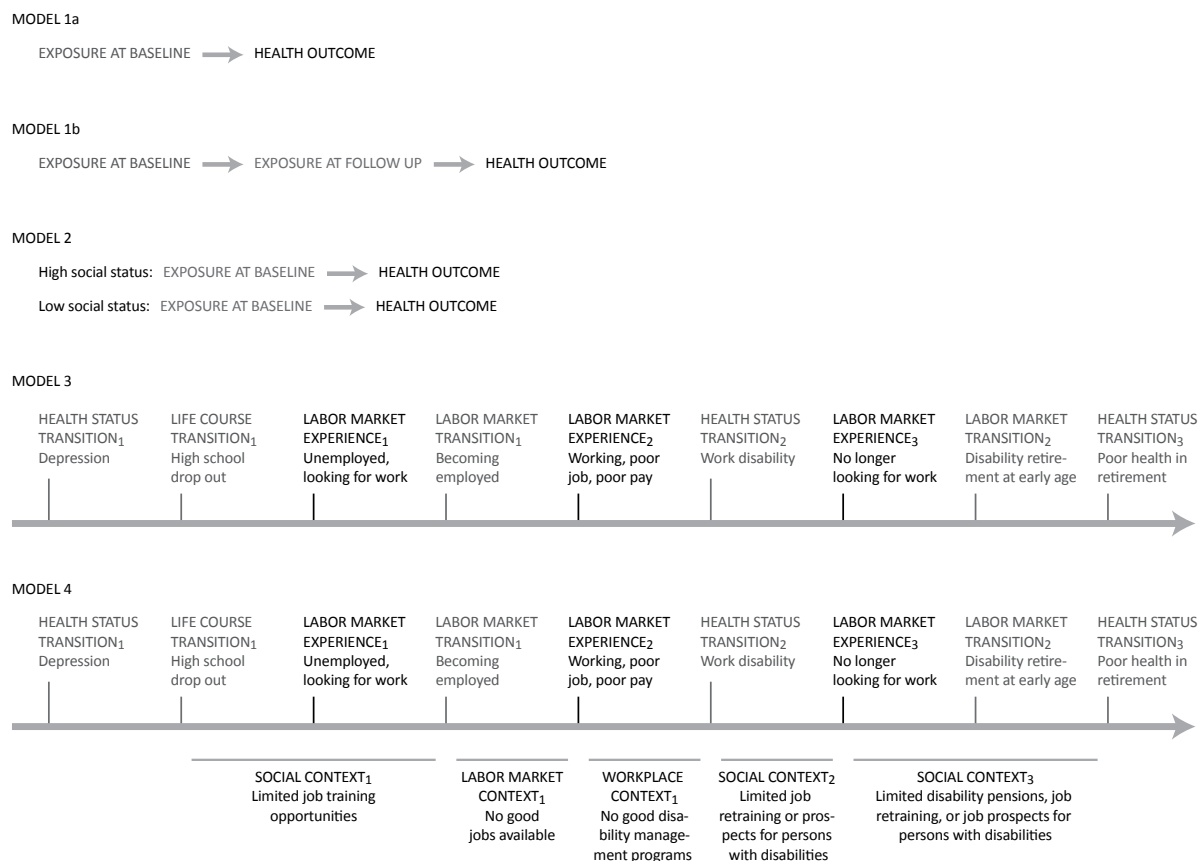 MODEL 1a
EXPOSURE AT BASELINE HEALTH OUTCOME
MODEL 1b
EXPOSURE AT BASELINE EXPOSURE AT FOLLOW UP HEALTH OUTCOME
MODEL 2
High social status: EXPOSURE AT BASELINE HEALTH OUTCOME
Low social status: EXPOSURE AT BASELINE HEALTH OUTCOME
MODEL 3
HEALTH STATUS
TRANSITION1
Depression
LIFE COURSE
TRANSITION1
High school
drop out
LABOR MARKET
EXPERIENCE1
Unemployed,
looking for work
LABOR MARKET
TRANSITION1
Becoming
employed
LABOR MARKET
EXPERIENCE2
Working, poor
job, poor pay
HEALTH STATUS
TRANSITION2
Work disability
LABOR MARKET
EXPERIENCE3
No longer
looking for work
LABOR MARKET
TRANSITION2
Disability retire-
ment at early age
HEALTH STATUS
TRANSITION3
Poor health in
retirement
MODEL 4
HEALTH STATUS
TRANSITION1
Depression
LIFE COURSE
TRANSITION1
High school
drop out
LABOR MARKET
EXPERIENCE1
Unemployed,
looking for work
LABOR MARKET
TRANSITION1
Becoming
employed
LABOR MARKET
EXPERIENCE2
Working, poor
job, poor pay
HEALTH STATUS
TRANSITION2
Work disability
LABOR MARKET
EXPERIENCE3
No longer
looking for work
LABOR MARKET
TRANSITION2
Disability retire-
ment at early age
HEALTH STATUS
TRANSITION3
Poor health in
retirement
SOCIAL CONTEXT1
Limited job training
opportunities
LABOR MARKET
CONTEXT1
No good
jobs available
WORKPLACE
CONTEXT1
No good disa-
bility manage-
ment programs
SOCIAL CONTEXT2
Limited job
retraining or pros-
pects for persons
with disabilities
SOCIAL CONTEXT3
Limited disability pensions, job
retraining, or job prospects for
persons with disabilities